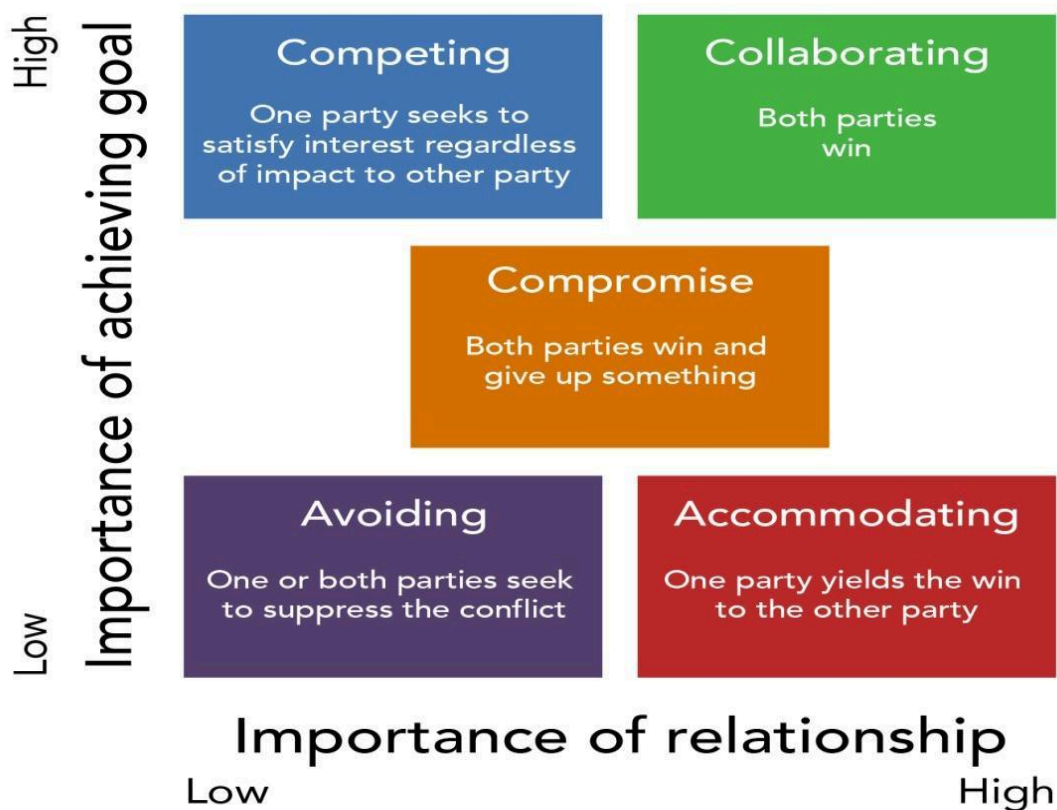 High
Importance of achieving goal
Low
Competing
One party seeks to
satisfy interest regardless
of impact to other party
Collaborating
Both parties
win
Compromise
Both parties win and
give up something
Avoiding
One or both parties seek
to suppress the conflict
Accommodating
One party yields the win
to the other party
Importance of relationship
Low
High